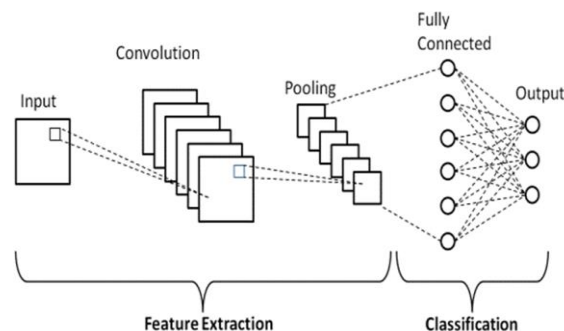 Fully
Connected
Convolution
Pooling
Output
Input
Feature Extraction
Classification